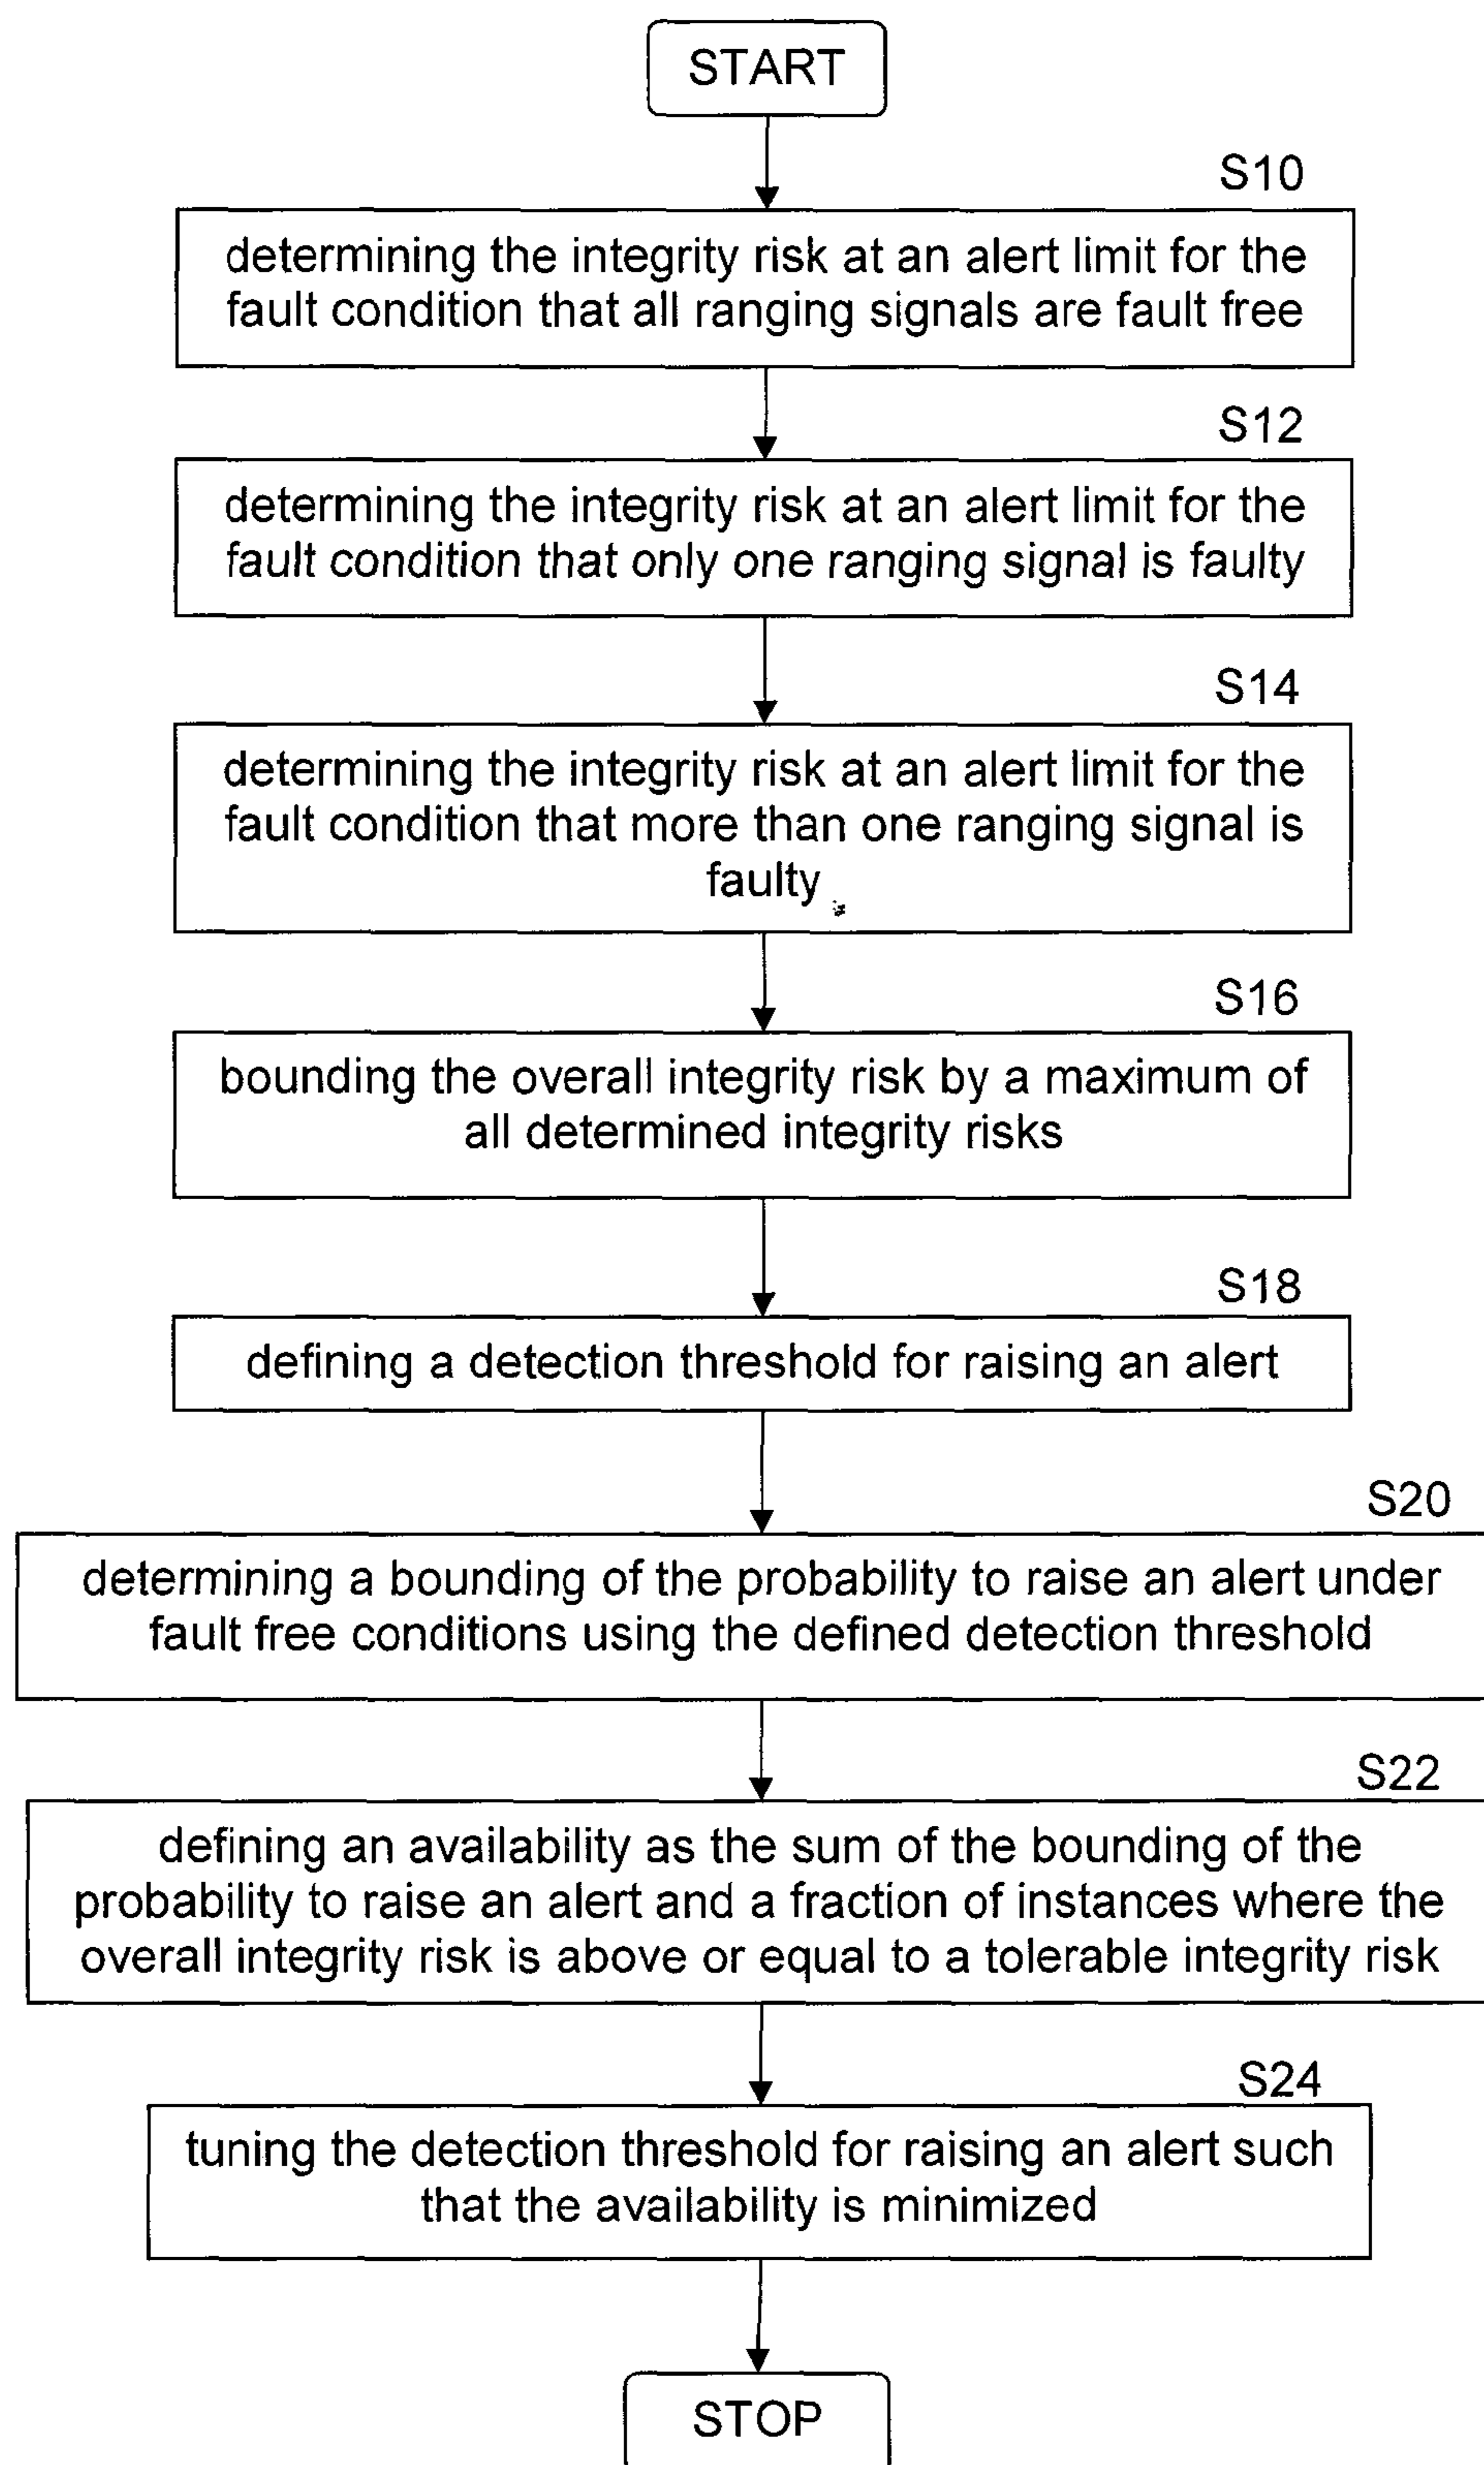 START
S10
determining the integrity risk at an alert limit for the
fault condition that all ranging signals are fault free
S12
determining the integrity risk at an alert limit for the
fault condition that only one ranging signal is faulty
S14
determining the integrity risk at an alert limit for the
fault condition that more than one ranging signal is
faulty
S16
bounding the overall integrity risk by a maximum of
all determined integrity risks
S18
defining a detection threshold for raising an alert
S20
determining a bounding of the probability to raise an alert under
fault free conditions using the defined detection threshold
S22
defining an availability as the sum of the bounding of the
probability to raise an alert and a fraction of instances where the
overall integrity risk is above or equal to a tolerable integrity risk
S24
tuning the detection threshold for raising an alert such
that the availability is minimized
STOP